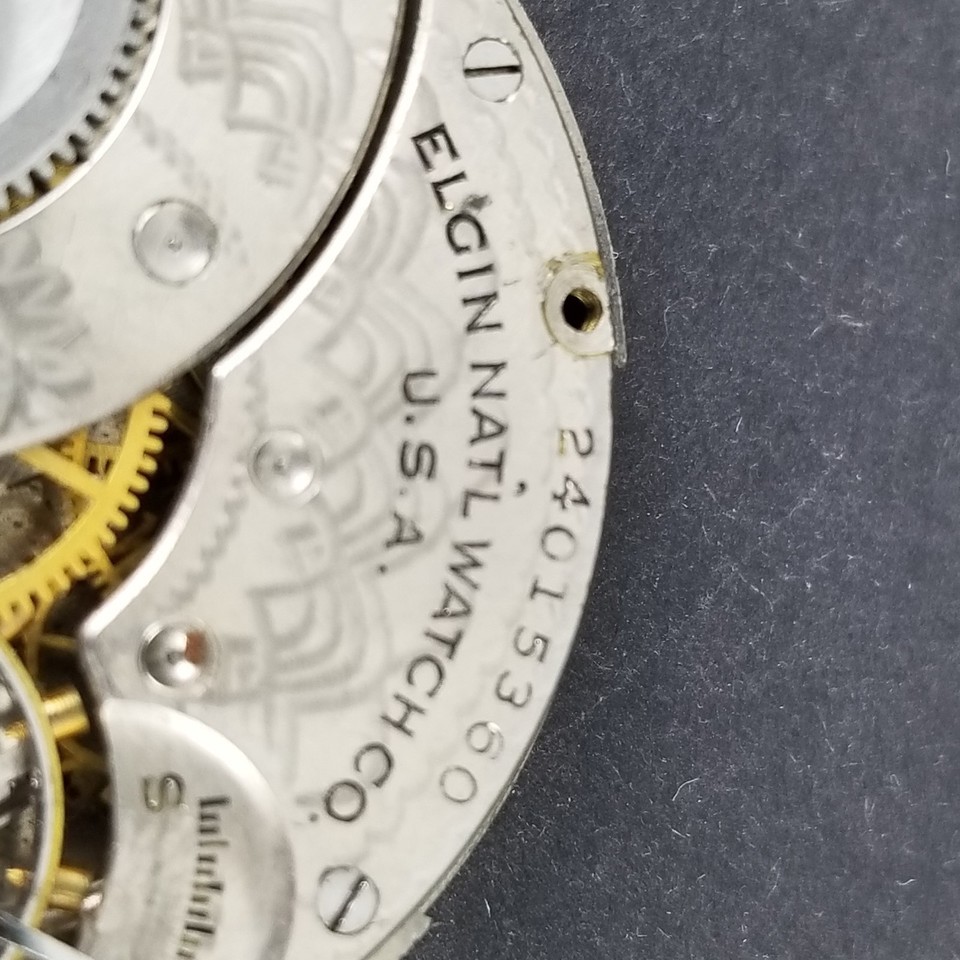 ELGIN NAT'L WATCH CO.
U.S.A.
24015360
S